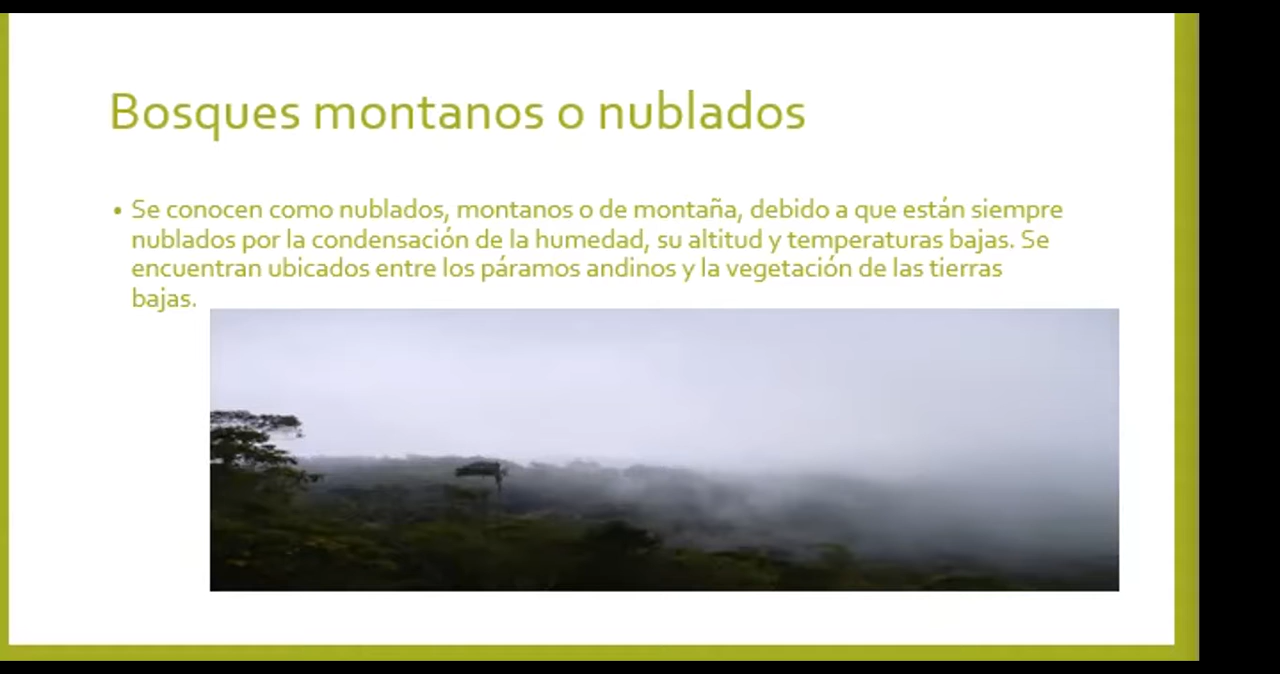 Bosques montanos o nublados
• Se conocen como nublados, montanos o de montaña, debido a que están siempre
nublados por la condensación de la humedad, su altitud y temperaturas bajas. Se
encuentran ubicados entre los páramos andinos y la vegetación de las tierras
bajas.